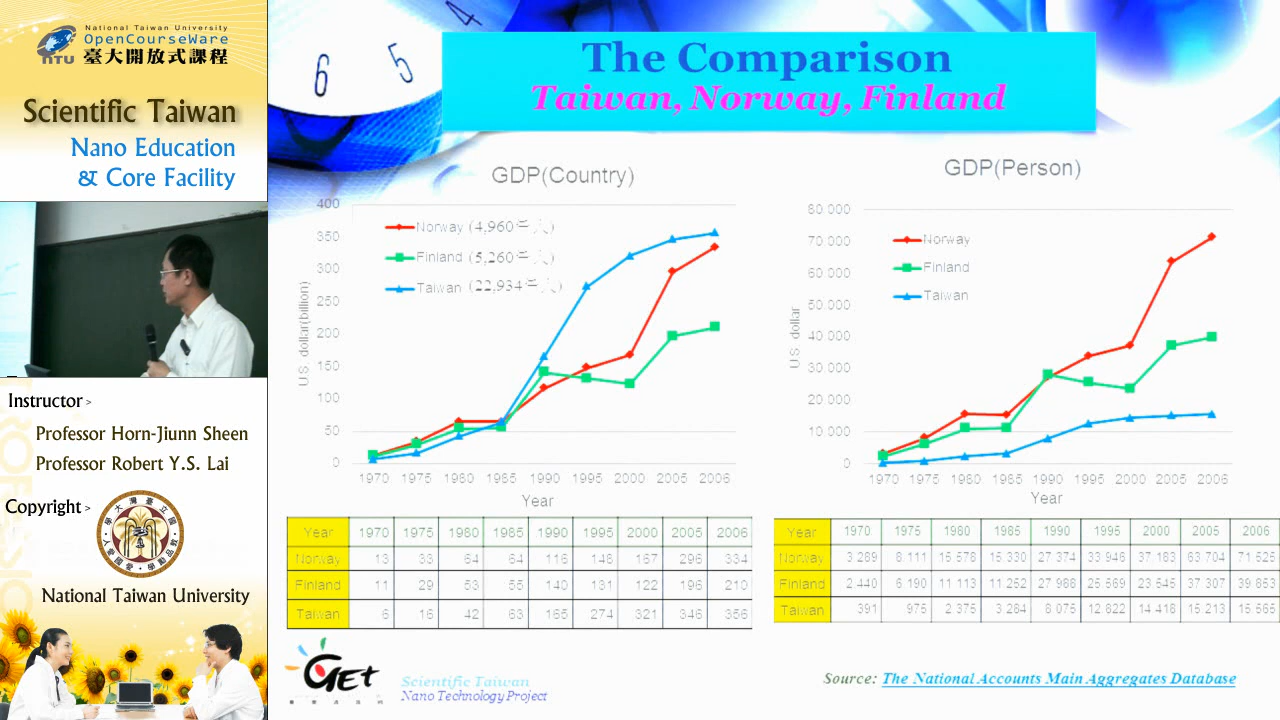 National Taiwan University
OpenCourseWare
NTU 臺大開放式課程
Scientific Taiwan
Nano Education
& Core Facility
Instructor >
Professor Horn-Jiunn Sheen
Professor Robert Y.S. Lai
Copyright >
National Taiwan University
6 5 4
The Comparison
Taiwan, Norway, Finland
GDP(Country)
400
350
300
250
200
150
100
50
0
U.S. dollar(billion)
Norway (4,960千人)
Finland (5,260千人)
Taiwan (22,934千人)
1970 1975 1980 1985 1990 1995 2000 2005 2006
Year
Year 1970 1975 1980 1985 1990 1995 2000 2005 2006
Norway 13 33 64 64 116 148 167 296 334
Finland 11 29 53 55 140 131 122 196 210
Taiwan 6 16 42 63 165 274 321 346 356
GDP(Person)
80 000
70 000
60 000
50 000
40 000
30 000
20 000
10 000
0
U.S. dollar
Norway
Finland
Taiwan
1970 1975 1980 1985 1990 1995 2000 2005 2006
Year
Year 1970 1975 1980 1985 1990 1995 2000 2005 2006
Norway 3 289 8 111 15 578 15 330 27 374 33 946 37 183 63 704 71 525
Finland 2 440 6 190 11 113 11 252 27 988 25 569 23 545 37 307 39 853
Taiwan 391 975 2 375 3 284 8 075 12 822 14 418 15 213 15 565
GET
Scientific Taiwan
Nano Technology Project
Source: The National Accounts Main Aggregates Database